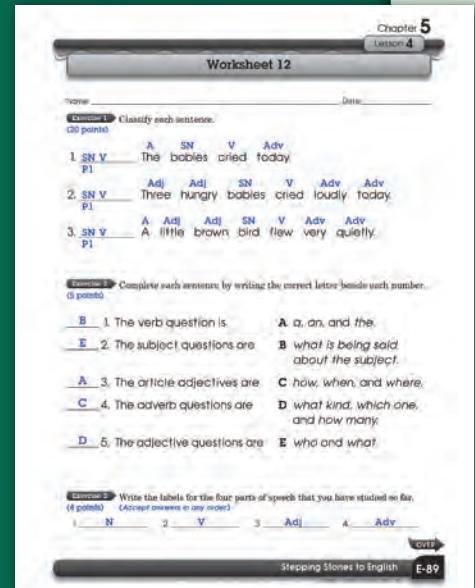 Chapter 5
Lesson 4
Worksheet 12
Name Date
Exercise 1 Classify each sentence.
(20 points)
A SN V Adv
1. SN V The babies cried today.
P1
Adj Adj SN V Adv Adv
2. SN V Three hungry babies cried loudly today.
P1
A Adj Adj SN V Adv Adv
3. SN V A little brown bird flew very quietly.
P1
Exercise 2 Complete each sentence by writing the correct letter beside each number.
(5 points)
B 1. The verb question is A a, an, and the.
E 2. The subject questions are B what is being said
about the subject.
A 3. The article adjectives are C how, when, and where.
C 4. The adverb questions are D what kind, which one,
and how many.
D 5. The adjective questions are E who and what.
Exercise 3 Write the labels for the four parts of speech that you have studied so far.
(4 points) (Accept answers in any order.)
1. N 2. V 3. Adj 4. Adv
OVER
Stepping Stones to English E-89